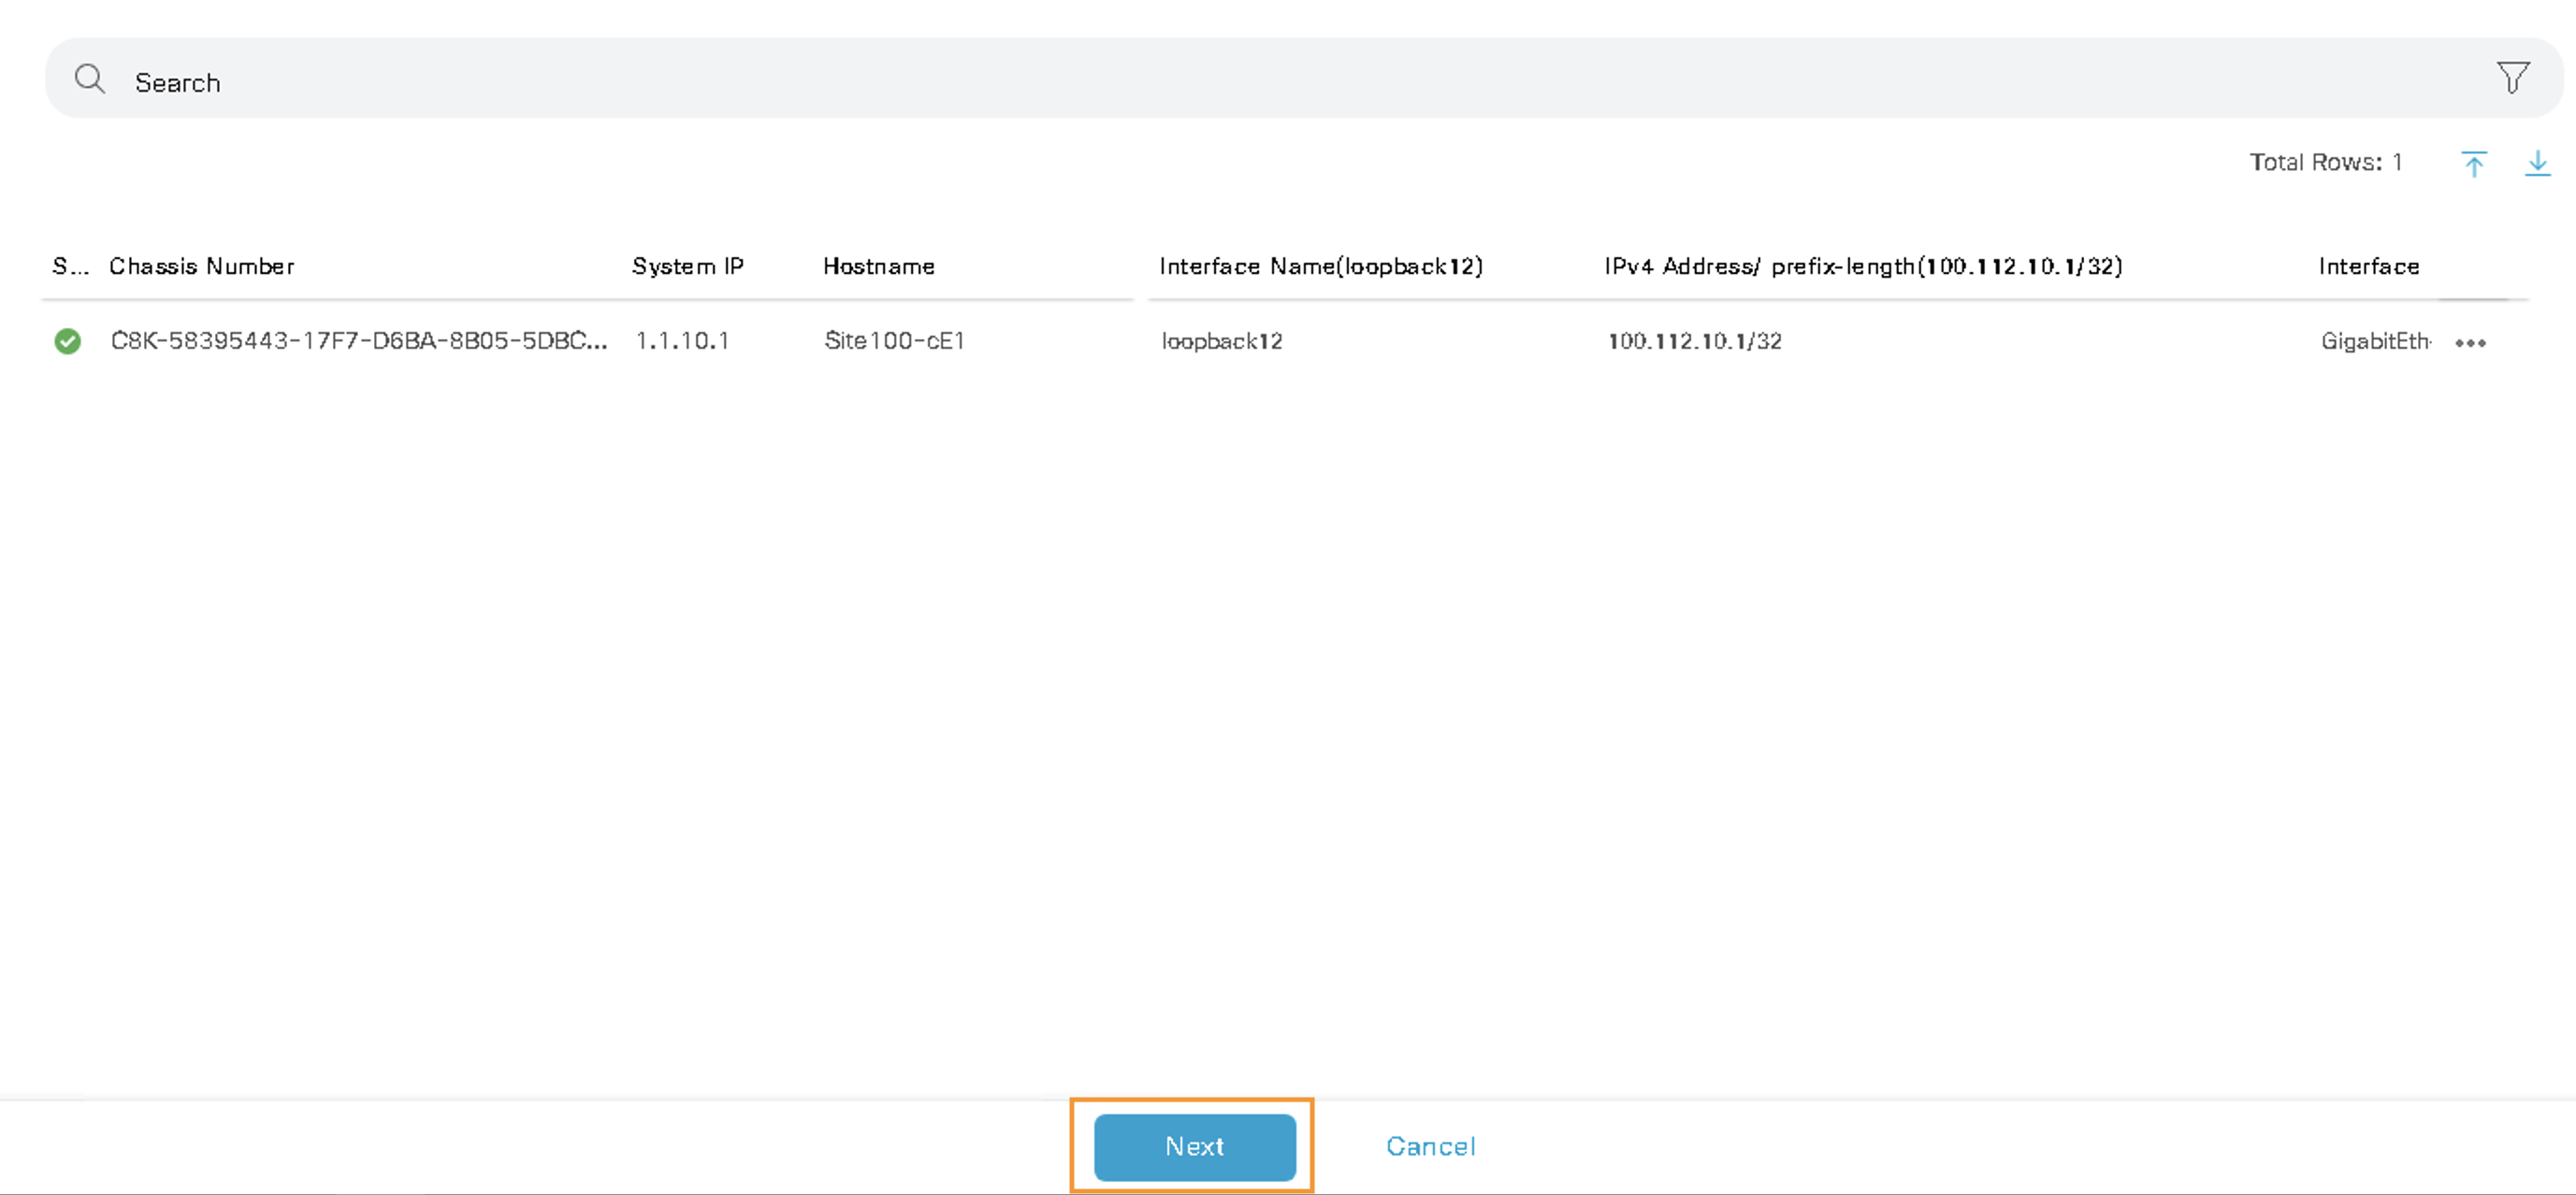 Search
Total Rows: 1
S... Chassis Number System IP Hostname Interface Name(loopback12) IPv4 Address/ prefix-length(100.112.10.1/32) Interface
C8K-58395443-17F7-D6BA-8B05-5DBC... 1.1.10.1 Site100-cE1 loopback12 100.112.10.1/32 GigabitEth
Next Cancel